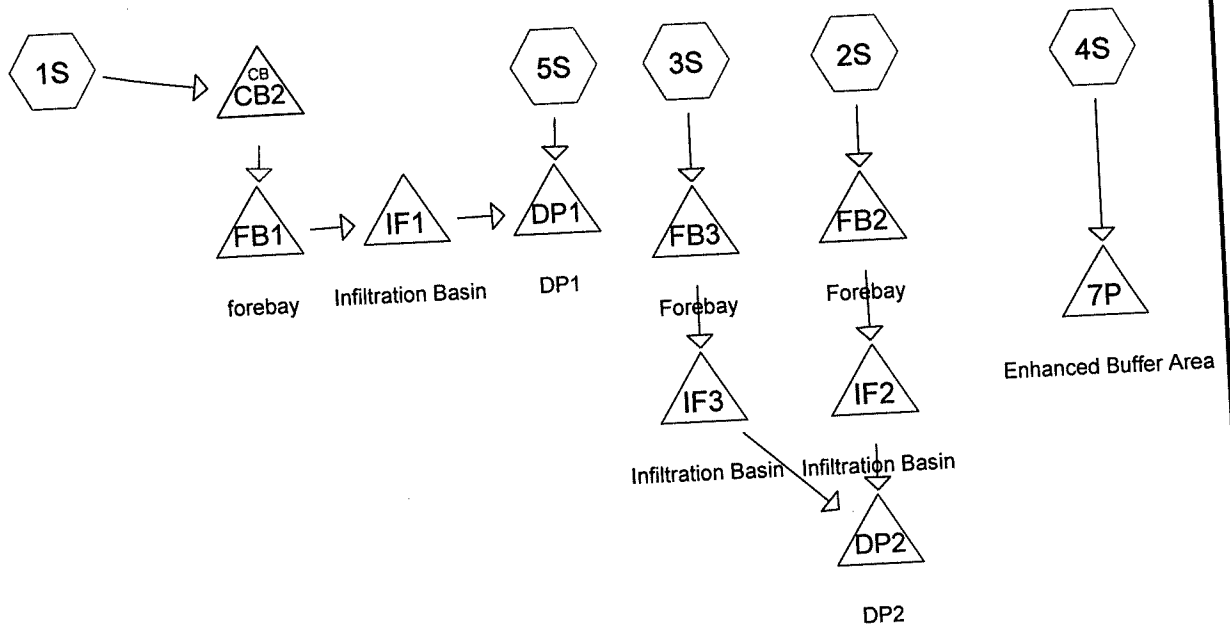 1S
CB
CB2
5S
3S
2S
4S
FB1
forebay
IF1
Infiltration Basin
DP1
DP1
FB3
Forebay
FB2
Forebay
7P
Enhanced Buffer Area
IF3
Infiltration Basin
IF2
Infiltration Basin
DP2
DP2